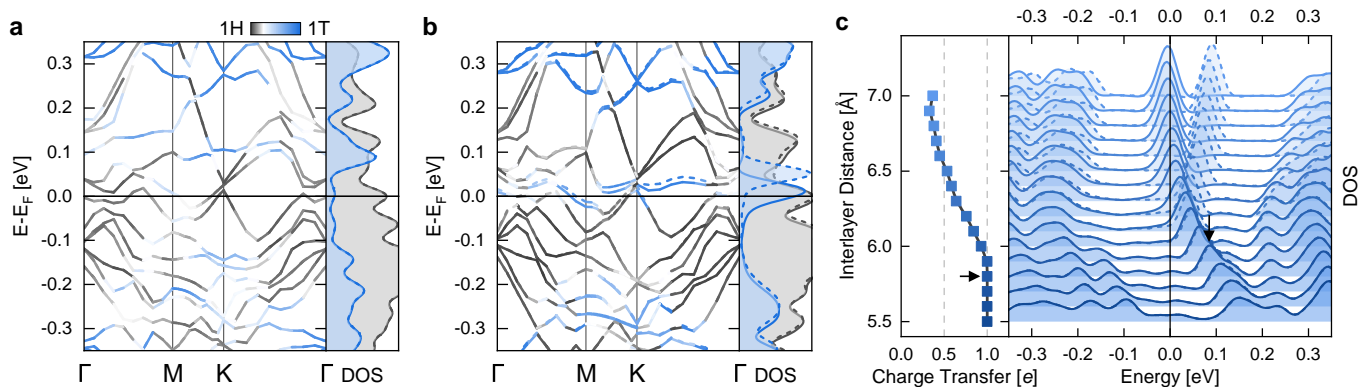 a
1H 1T
E-E_F [eV]
0.3
0.2
0.1
0.0
-0.1
-0.2
-0.3
Γ M K Γ DOS
b
E-E_F [eV]
0.3
0.2
0.1
0.0
-0.1
-0.2
-0.3
Γ M K Γ DOS
c
-0.3 -0.2 -0.1 0.0 0.1 0.2 0.3
Interlayer Distance [Å]
7.0
6.5
6.0
5.5
0.0 0.5 1.0
Charge Transfer [e]
-0.3 -0.2 -0.1 0.0 0.1 0.2 0.3
Energy [eV]
DOS